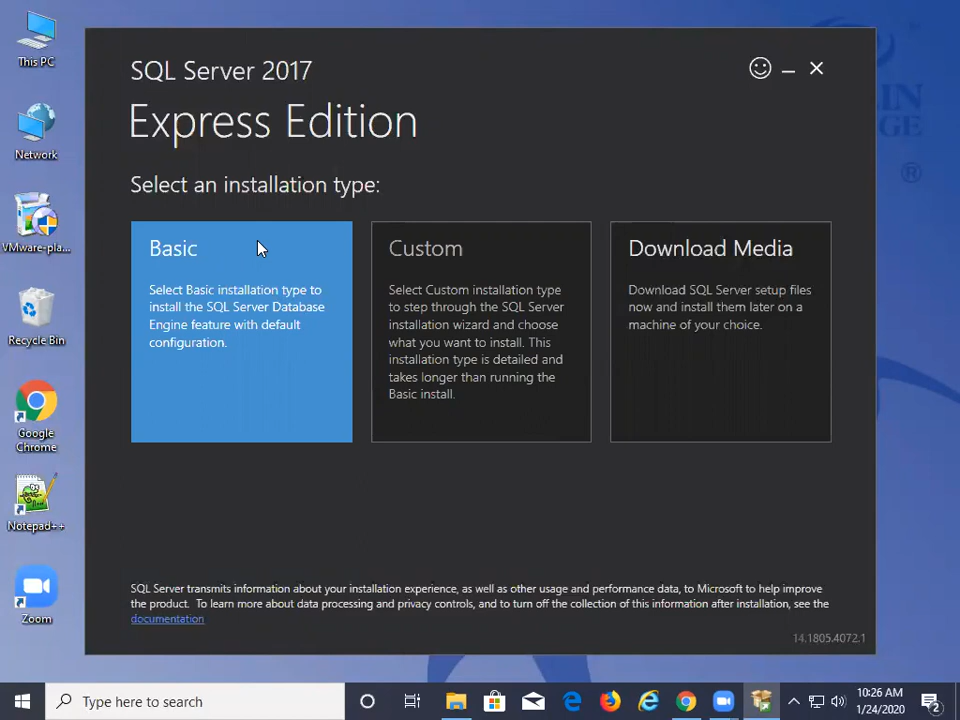 This PC
Network
VMware-pla...
Recycle Bin
Google
Chrome
Notepad++
Zoom
SQL Server 2017
Express Edition
Select an installation type:
Basic
Select Basic installation type to
install the SQL Server Database
Engine feature with default
configuration.
Custom
Select Custom installation type
to step through the SQL Server
installation wizard and choose
what you want to install. This
installation type is detailed and
takes longer than running the
Basic install.
Download Media
Download SQL Server setup files
now and install them later on a
machine of your choice.
SQL Server transmits information about your installation experience, as well as other usage and performance data, to Microsoft to help improve
the product. To learn more about data processing and privacy controls, and to turn off the collection of this information after installation, see the
documentation
14.1805.4072.1
LIN
GE
®
Type here to search
10:26 AM
1/24/2020
2